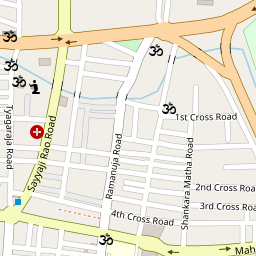 1st Cross Road
Tyagaraja Road
Sayyaji Rao Road
Ramanuja Road
Shankara Matha Road
2nd Cross Road
3rd Cross Road
4th Cross Road
Mah
ॐ
ॐ
ॐ
ॐ
ॐ
ॐ